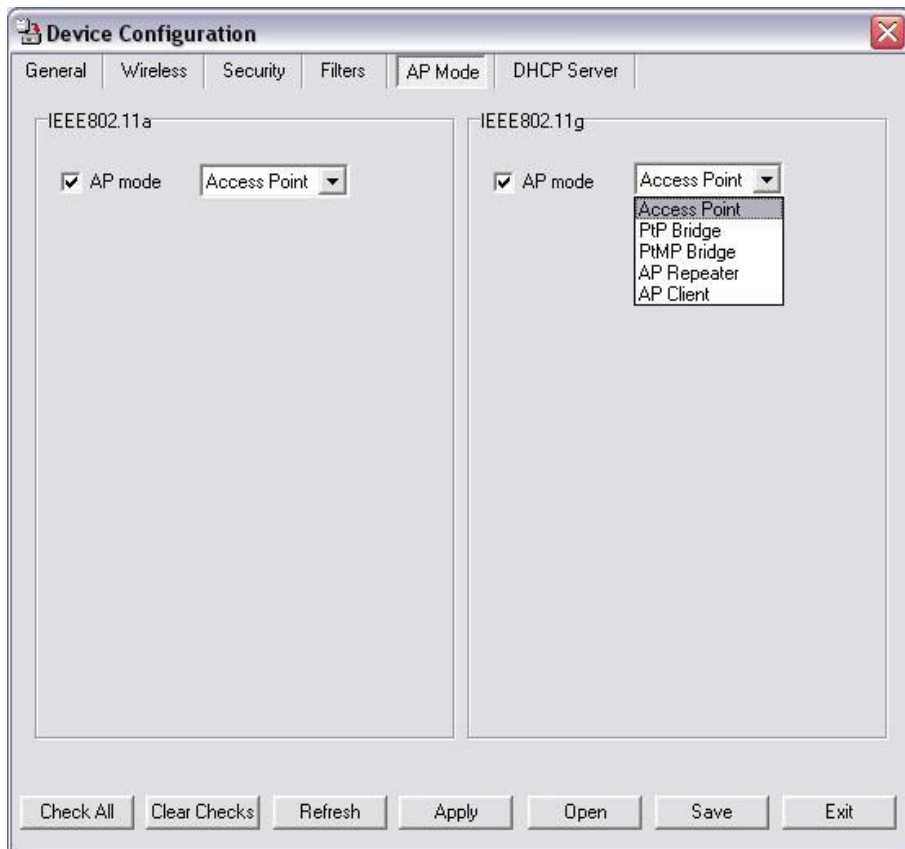 Device Configuration
General Wireless Security Filters AP Mode DHCP Server
IEEE802.11a
AP mode Access Point
IEEE802.11g
AP mode Access Point
Access Point
PtP Bridge
PtMP Bridge
AP Repeater
AP Client
Check All Clear Checks Refresh Apply Open Save Exit